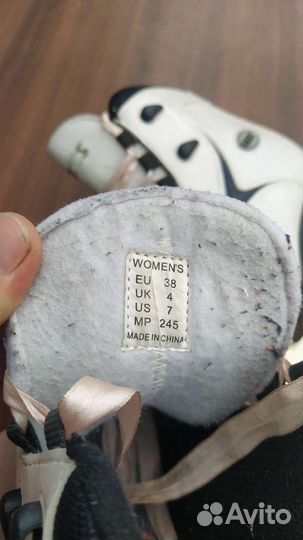 WOMEN'S
EU 38
UK 4
US 7
MP 245
MADE IN CHINA
Avito